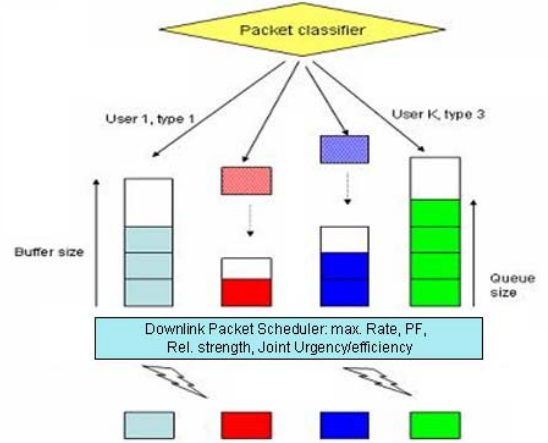 Packet classifier
User 1, type 1
User K, type 3
Buffer size
Queue
size
Downlink Packet Scheduler: max. Rate, PF,
Rel. strength, Joint Urgency/efficiency